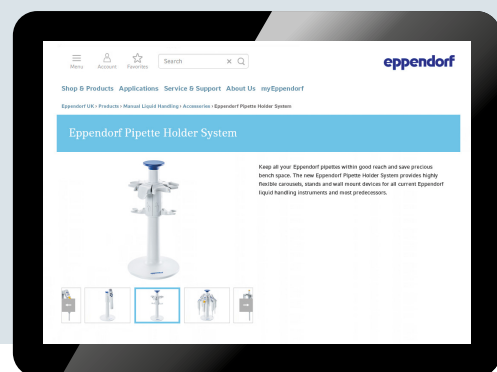 eppendorf
Menu
Account
Favorites
Search
Shop & Products Applications Service & Support About Us myEppendorf
Eppendorf UK › Products › Manual Liquid Handling › Accessories › Eppendorf Pipette Holder System
Eppendorf Pipette Holder System
Keep all your Eppendorf pipettes within good reach and save precious
bench space. The new Eppendorf Pipette Holder System provides highly
flexible carousels, stands and wall mount devices for all current Eppendorf
liquid handling instruments and most predecessors.